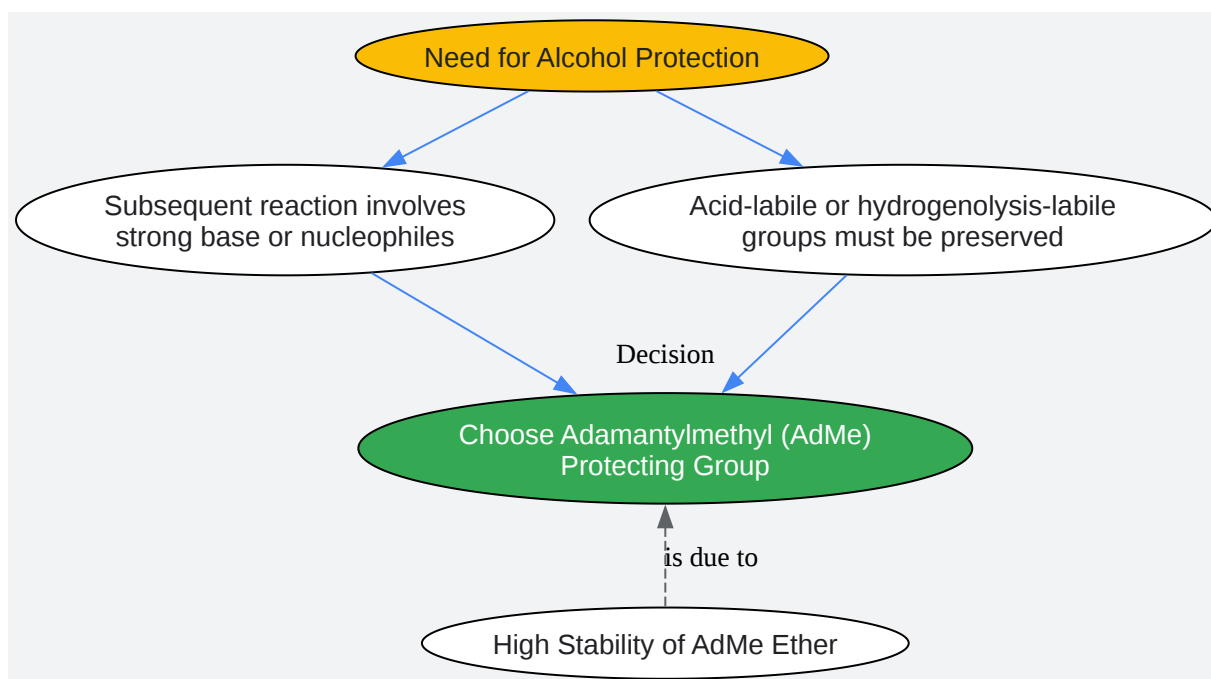 Need for Alcohol Protection
Subsequent reaction involves
strong base or nucleophiles
Acid-labile or hydrogenolysis-labile
groups must be preserved
Decision
Choose Adamantylmethyl (AdMe)
Protecting Group
is due to
High Stability of AdMe Ether